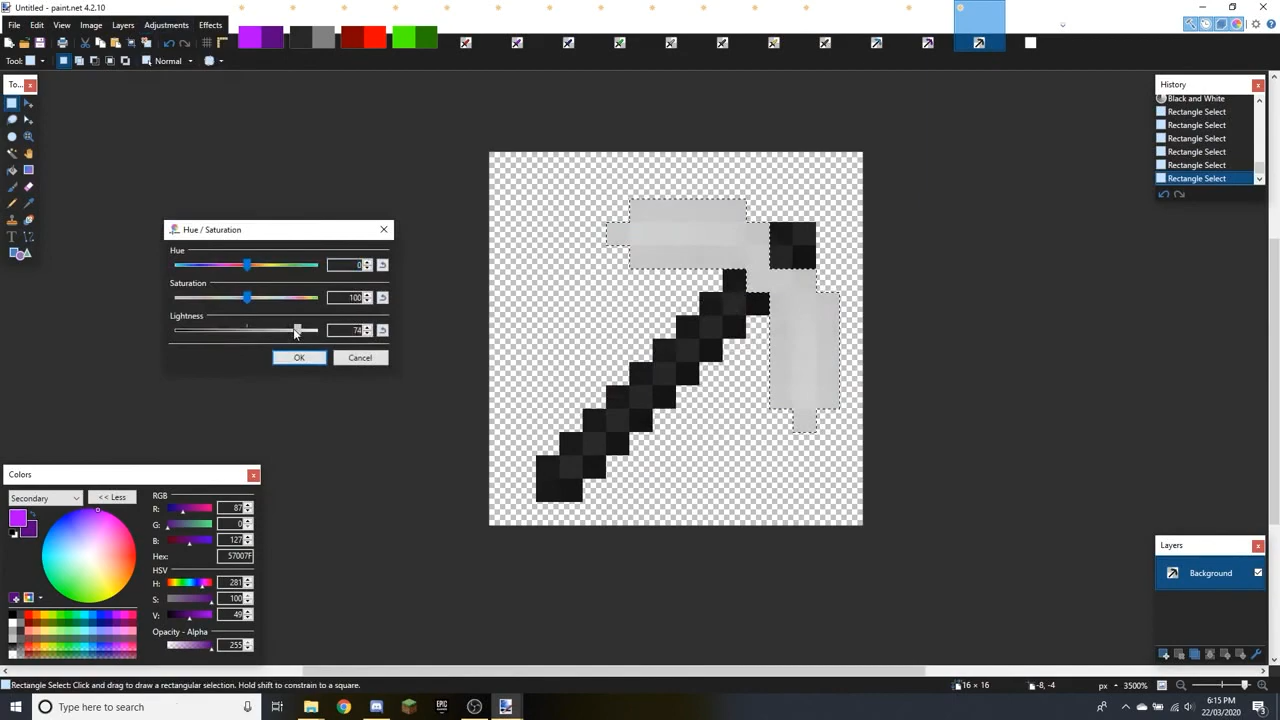 Untitled - paint.net 4.2.10
File Edit View Image Layers Adjustments Effects
Tool: Normal
To...
History
Black and White
Rectangle Select
Rectangle Select
Rectangle Select
Rectangle Select
Rectangle Select
Rectangle Select
Hue / Saturation
Hue
0
Saturation
100
Lightness
74
OK Cancel
Colors
Secondary << Less
RGB
R: 87
G: 0
B: 127
Hex: 57007F
HSV
H: 281
S: 100
V: 49
Opacity - Alpha
255
Layers
Background
Rectangle Select: Click and drag to draw a rectangular selection. Hold shift to constrain to a square. 16 × 16 -8, -4 px 3500%
Type here to search
EPIC
GAMES
6:15 PM
22/03/2020
3